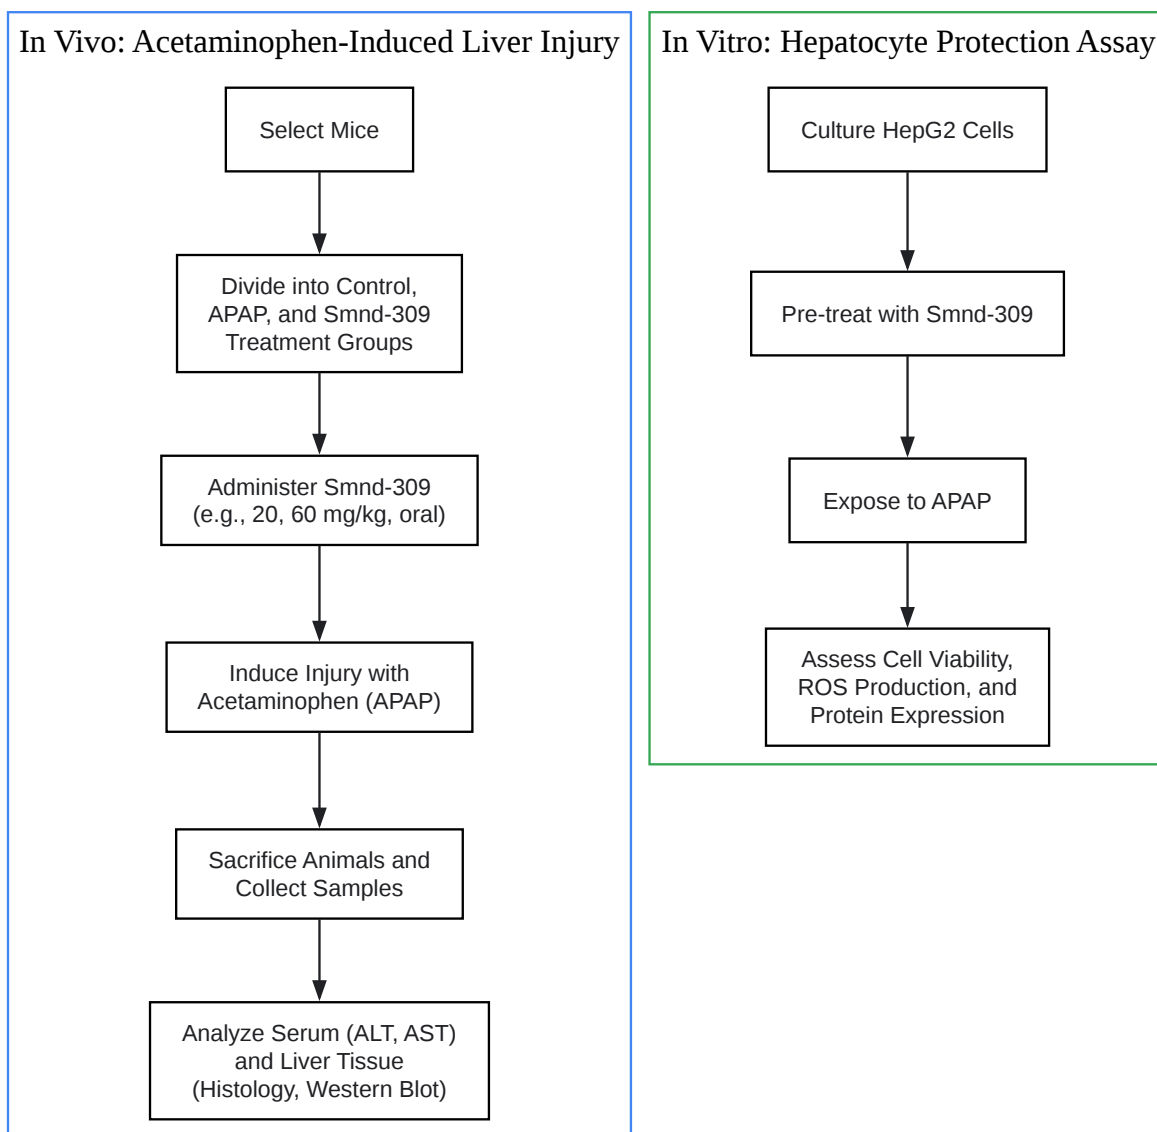 In Vivo: Acetaminophen-Induced Liver Injury
Select Mice
Divide into Control,
APAP, and Smnd-309
Treatment Groups
Administer Smnd-309
(e.g., 20, 60 mg/kg, oral)
Induce Injury with
Acetaminophen (APAP)
Sacrifice Animals and
Collect Samples
Analyze Serum (ALT, AST)
and Liver Tissue
(Histology, Western Blot)
In Vitro: Hepatocyte Protection Assay
Culture HepG2 Cells
Pre-treat with Smnd-309
Expose to APAP
Assess Cell Viability,
ROS Production, and
Protein Expression